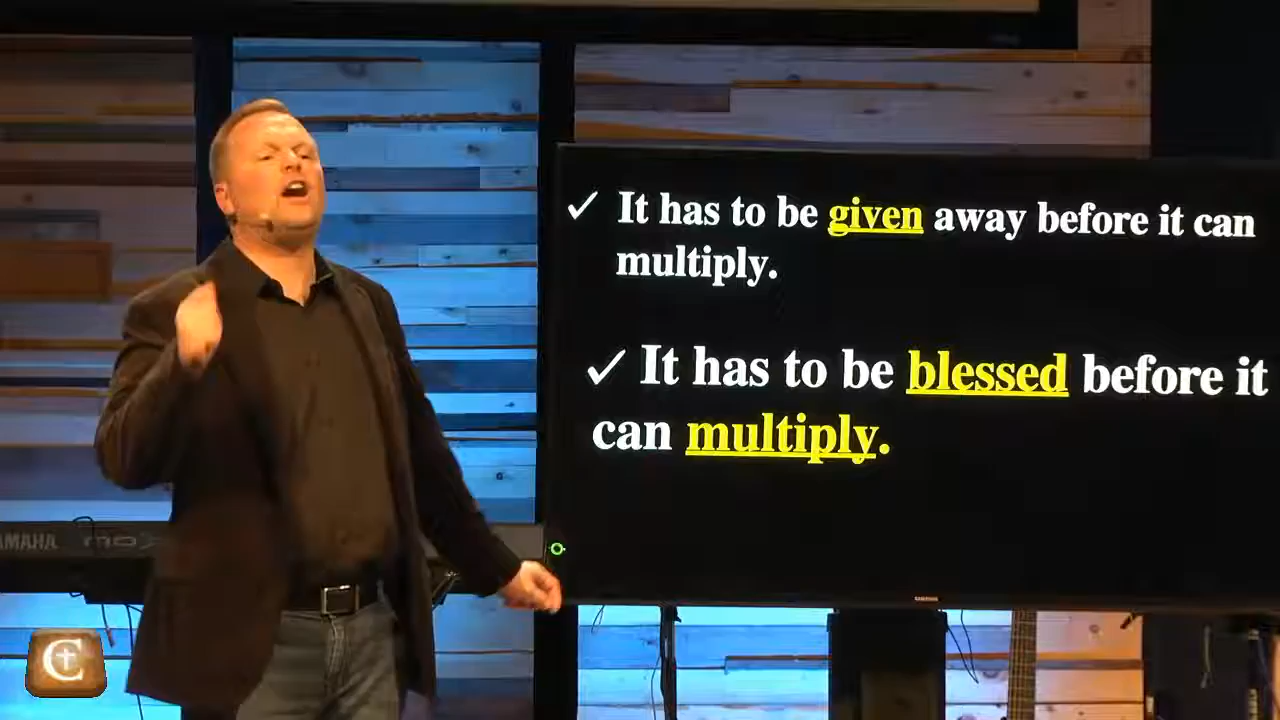 ✓ It has to be given away before it can
multiply.
✓ It has to be blessed before it
can multiply.
YAMAHA
SAMSUNG
C